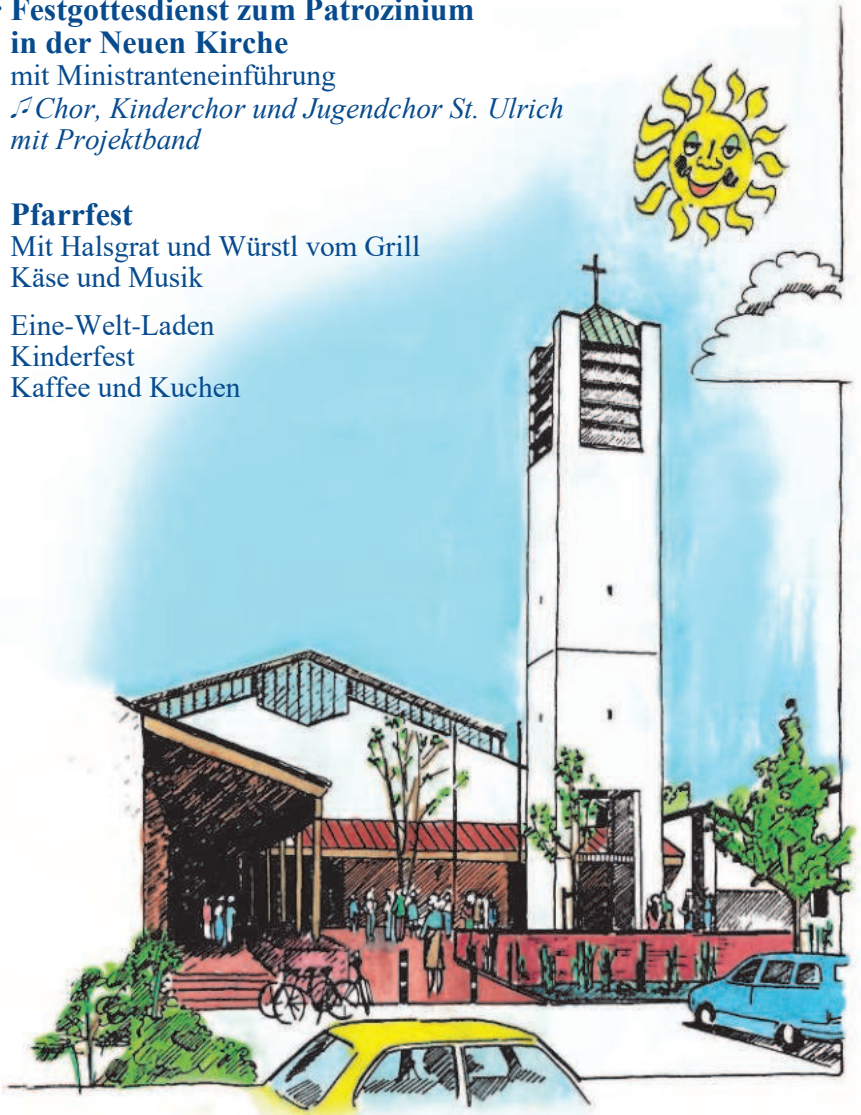 Festgottesdienst zum Patrozinium
in der Neuen Kirche
mit Ministranteneinführung
♫ Chor, Kinderchor und Jugendchor St. Ulrich
mit Projektband
Pfarrfest
Mit Halsgrat und Würstl vom Grill
Käse und Musik
Eine-Welt-Laden
Kinderfest
Kaffee und Kuchen